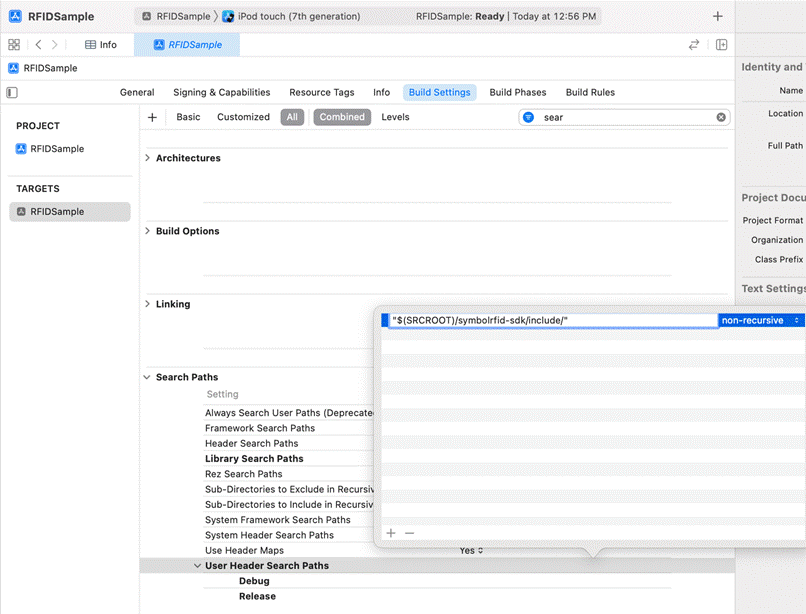 RFIDSample
RFIDSample 〉 iPod touch (7th generation)
RFIDSample: Ready | Today at 12:56 PM
Info
RFIDSample
RFIDSample
General
Signing & Capabilities
Resource Tags
Info
Build Settings
Build Phases
Build Rules
PROJECT
RFIDSample
TARGETS
RFIDSample
Basic
Customized
All
Combined
Levels
sear
Architectures
Build Options
Linking
"$(SRCROOT)/symbolrfid-sdk/include/"
non-recursive
Search Paths
Setting
Always Search User Paths (Deprecate
Framework Search Paths
Header Search Paths
Library Search Paths
Rez Search Paths
Sub-Directories to Exclude in Recursiv
Sub-Directories to Include in Recursiv
System Framework Search Paths
System Header Search Paths
Use Header Maps
Yes
User Header Search Paths
Debug
Release
Identity and
Name
Location
Full Path
Project Docu
Project Format
Organization
Class Prefix
Text Settings